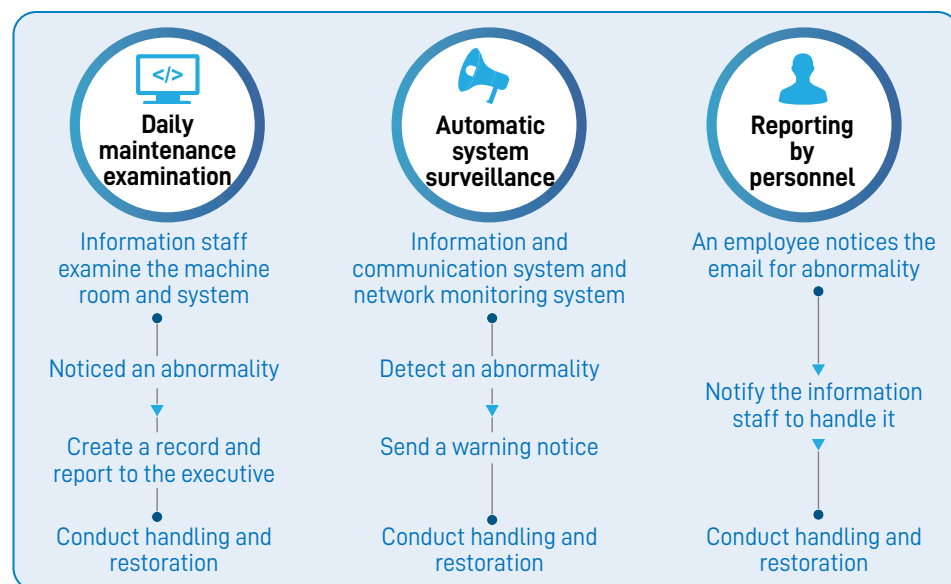 </>
Daily
maintenance
examination
Information staff
examine the machine
room and system
Noticed an abnormality
Create a record and
report to the executive
Conduct handling and
restoration
Automatic
system
surveillance
Information and
communication system and
network monitoring system
Detect an abnormality
Send a warning notice
Conduct handling and
restoration
Reporting
by
personnel
An employee notices the
email for abnormality
Notify the information
staff to handle it
Conduct handling and
restoration